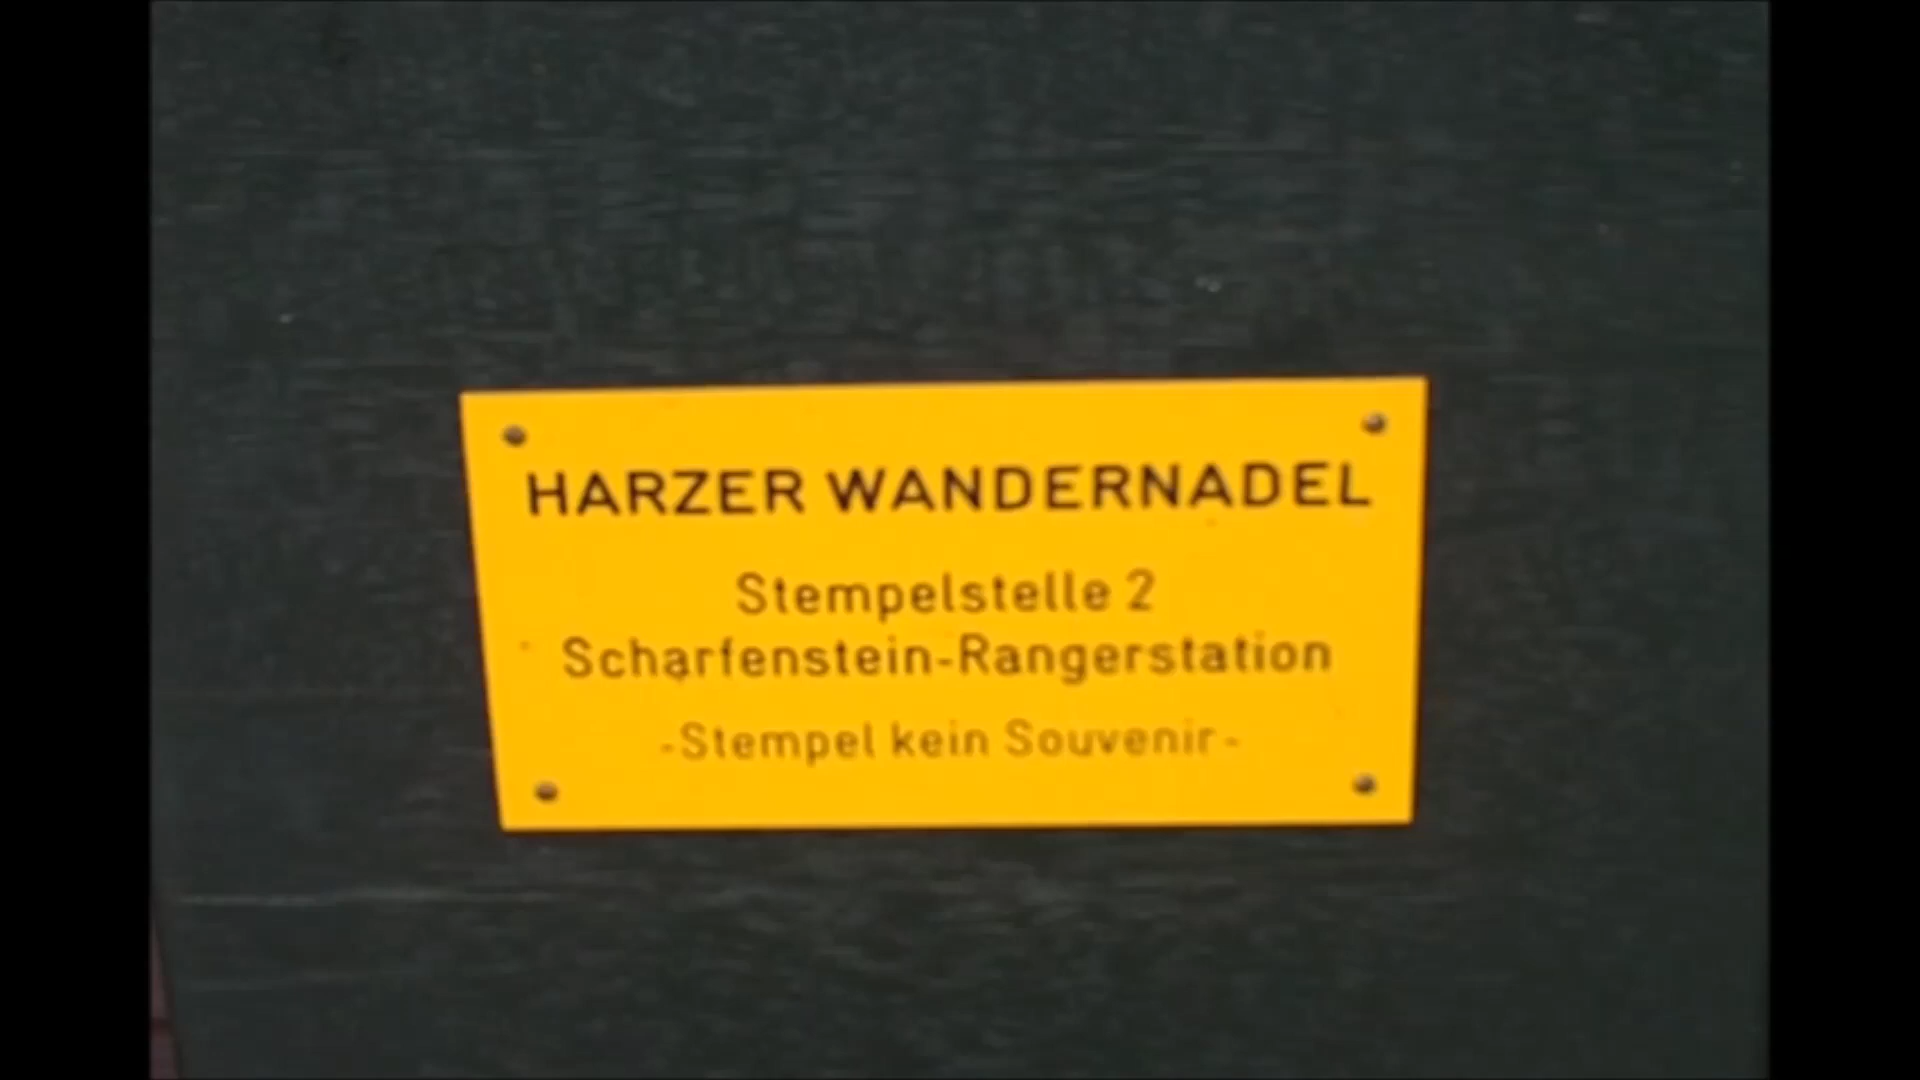 HARZER WANDERNADEL
Stempelstelle 2
Scharfenstein-Rangerstation
-Stempel kein Souvenir-